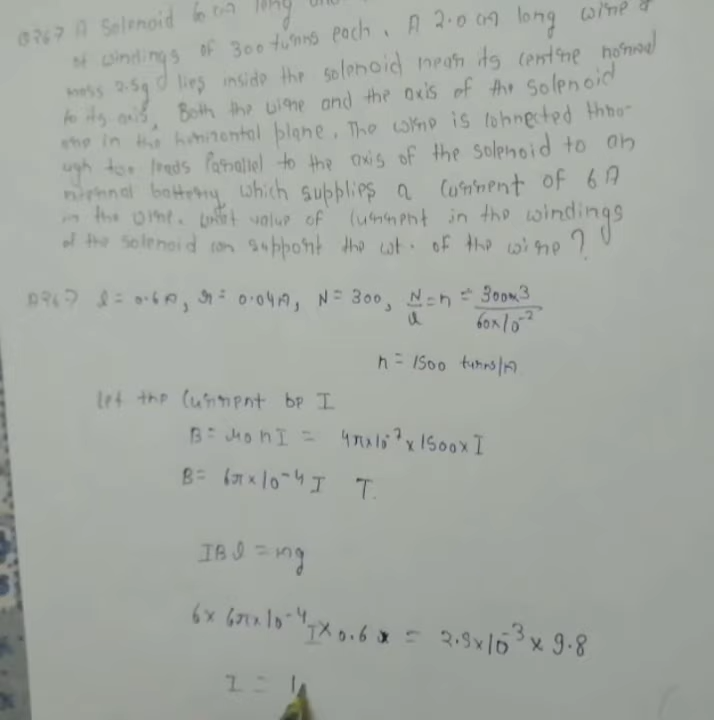 Q267 A Solenoid 60 cm long and
of windings of 300 turns each. A 2.0 cm long wire of
mass 2.5g lies inside the solenoid near its centre normal
to its axis, Both the wire and the axis of the solenoid
are in the horizontal plane. The wire is connected thro-
ugh two leads Parallel to the axis of the solenoid to an
battery, which supplies a current of 6A
in the wire. what value of current in the windings
of the solenoid can support the wt. of the wire?
Q267 l = 0.6m, r = 0.04m, N = 300, N/l = n = 300×3/60×10⁻²
n = 1500 turns/m
let the current be I
B = μ0 n I = 4π×10⁻⁷ × 1500 × I
B = 6π × 10⁻⁴ I T.
I B l = mg
6 × 6π × 10⁻⁴ I × 0.6 × = 2.5 × 10⁻³ × 9.8
I = 1